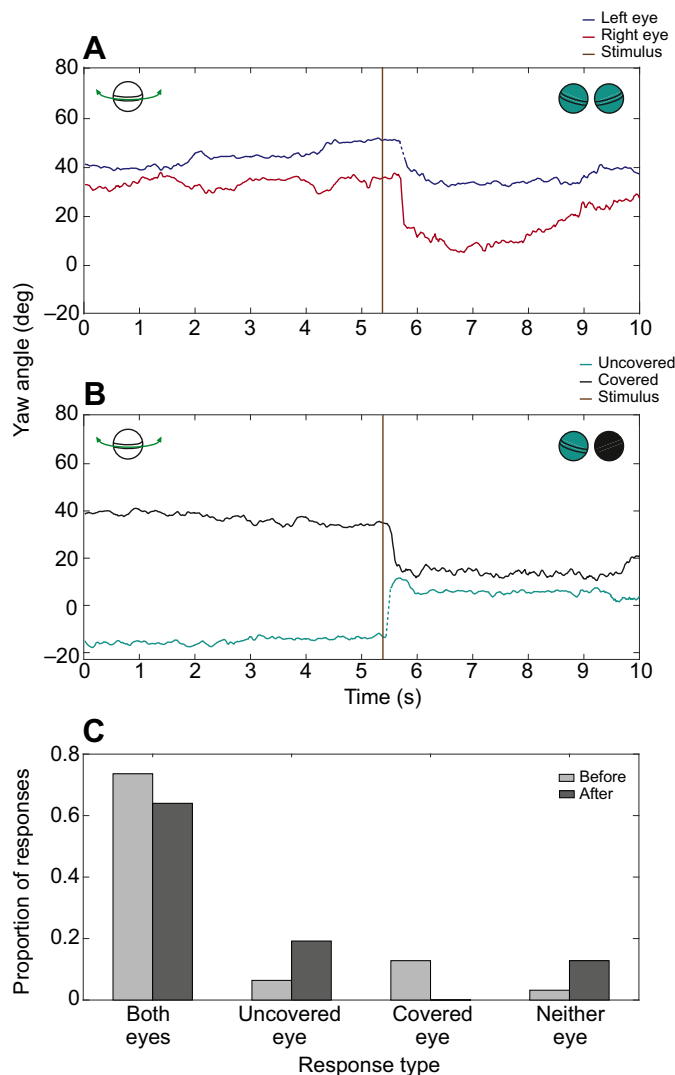 A
Left eye
Right eye
Stimulus
80
60
40
20
0
–20
0 1 2 3 4 5 6 7 8 9 10
Yaw angle (deg)
B
Uncovered
Covered
Stimulus
80
60
40
20
0
–20
0 1 2 3 4 5 6 7 8 9 10
Time (s)
C
Before
After
0.8
0.6
0.4
0.2
0
Proportion of responses
Both eyes
Uncovered eye
Covered eye
Neither eye
Response type